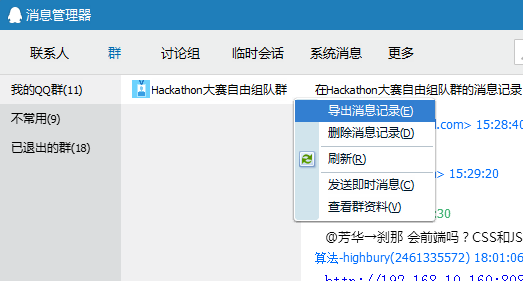 消息管理器
联系人 群 讨论组 临时会话 系统消息 更多
我的QQ群(11)
不常用(9)
已退出的群(18)
Hackathon大赛自由组队群
在Hackathon大赛自由组队群的消息记录
导出消息记录(E)
删除消息记录(D)
刷新(R)
发送即时消息(C)
查看群资料(V)
.com> 15:28:40
> 15:29:20
:30
@芳华→刹那 会前端吗？CSS和JS
算法-highbury(2461335572) 18:01:06
http://192.168.10.160:808